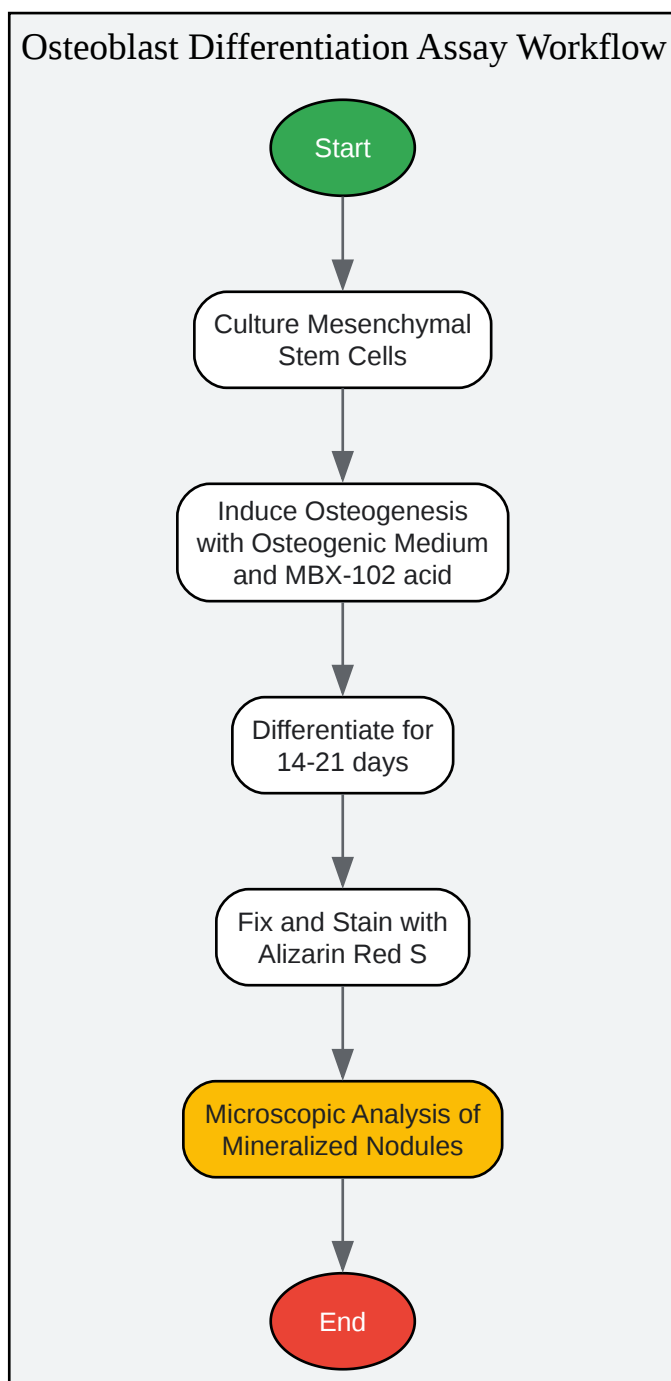 Osteoblast Differentiation Assay Workflow
Start
Culture Mesenchymal
Stem Cells
Induce Osteogenesis
with Osteogenic Medium
and MBX-102 acid
Differentiate for
14-21 days
Fix and Stain with
Alizarin Red S
Microscopic Analysis of
Mineralized Nodules
End